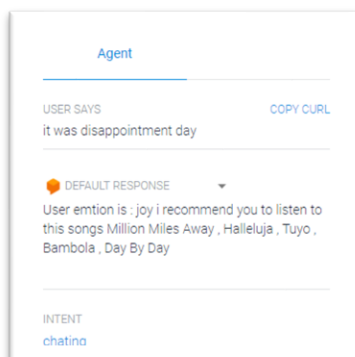 Agent
USER SAYS COPY CURL
it was disappointment day
DEFAULT RESPONSE
User emtion is : joy i recommend you to listen to
this songs Million Miles Away , Halleluja , Tuyo ,
Bambola , Day By Day
INTENT
chating